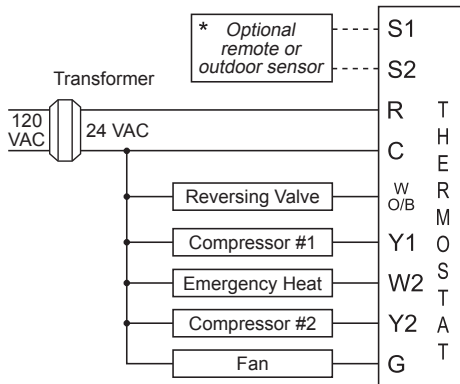 * Optional
remote or
outdoor sensor
S1
S2
Transformer
120
VAC
24 VAC
R
C
Reversing Valve
W
O/B
Compressor #1
Y1
Emergency Heat
W2
Compressor #2
Y2
Fan
G
THERMOSTAT